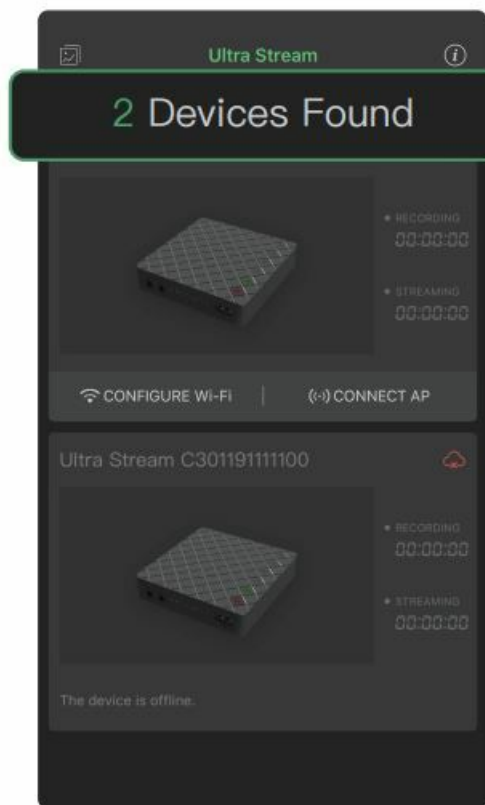 Ultra Stream
2 Devices Found
RECORDING
00:00:00
STREAMING
00:00:00
CONFIGURE Wi-Fi
CONNECT AP
Ultra Stream C301191111100
RECORDING
00:00:00
STREAMING
00:00:00
The device is offline.